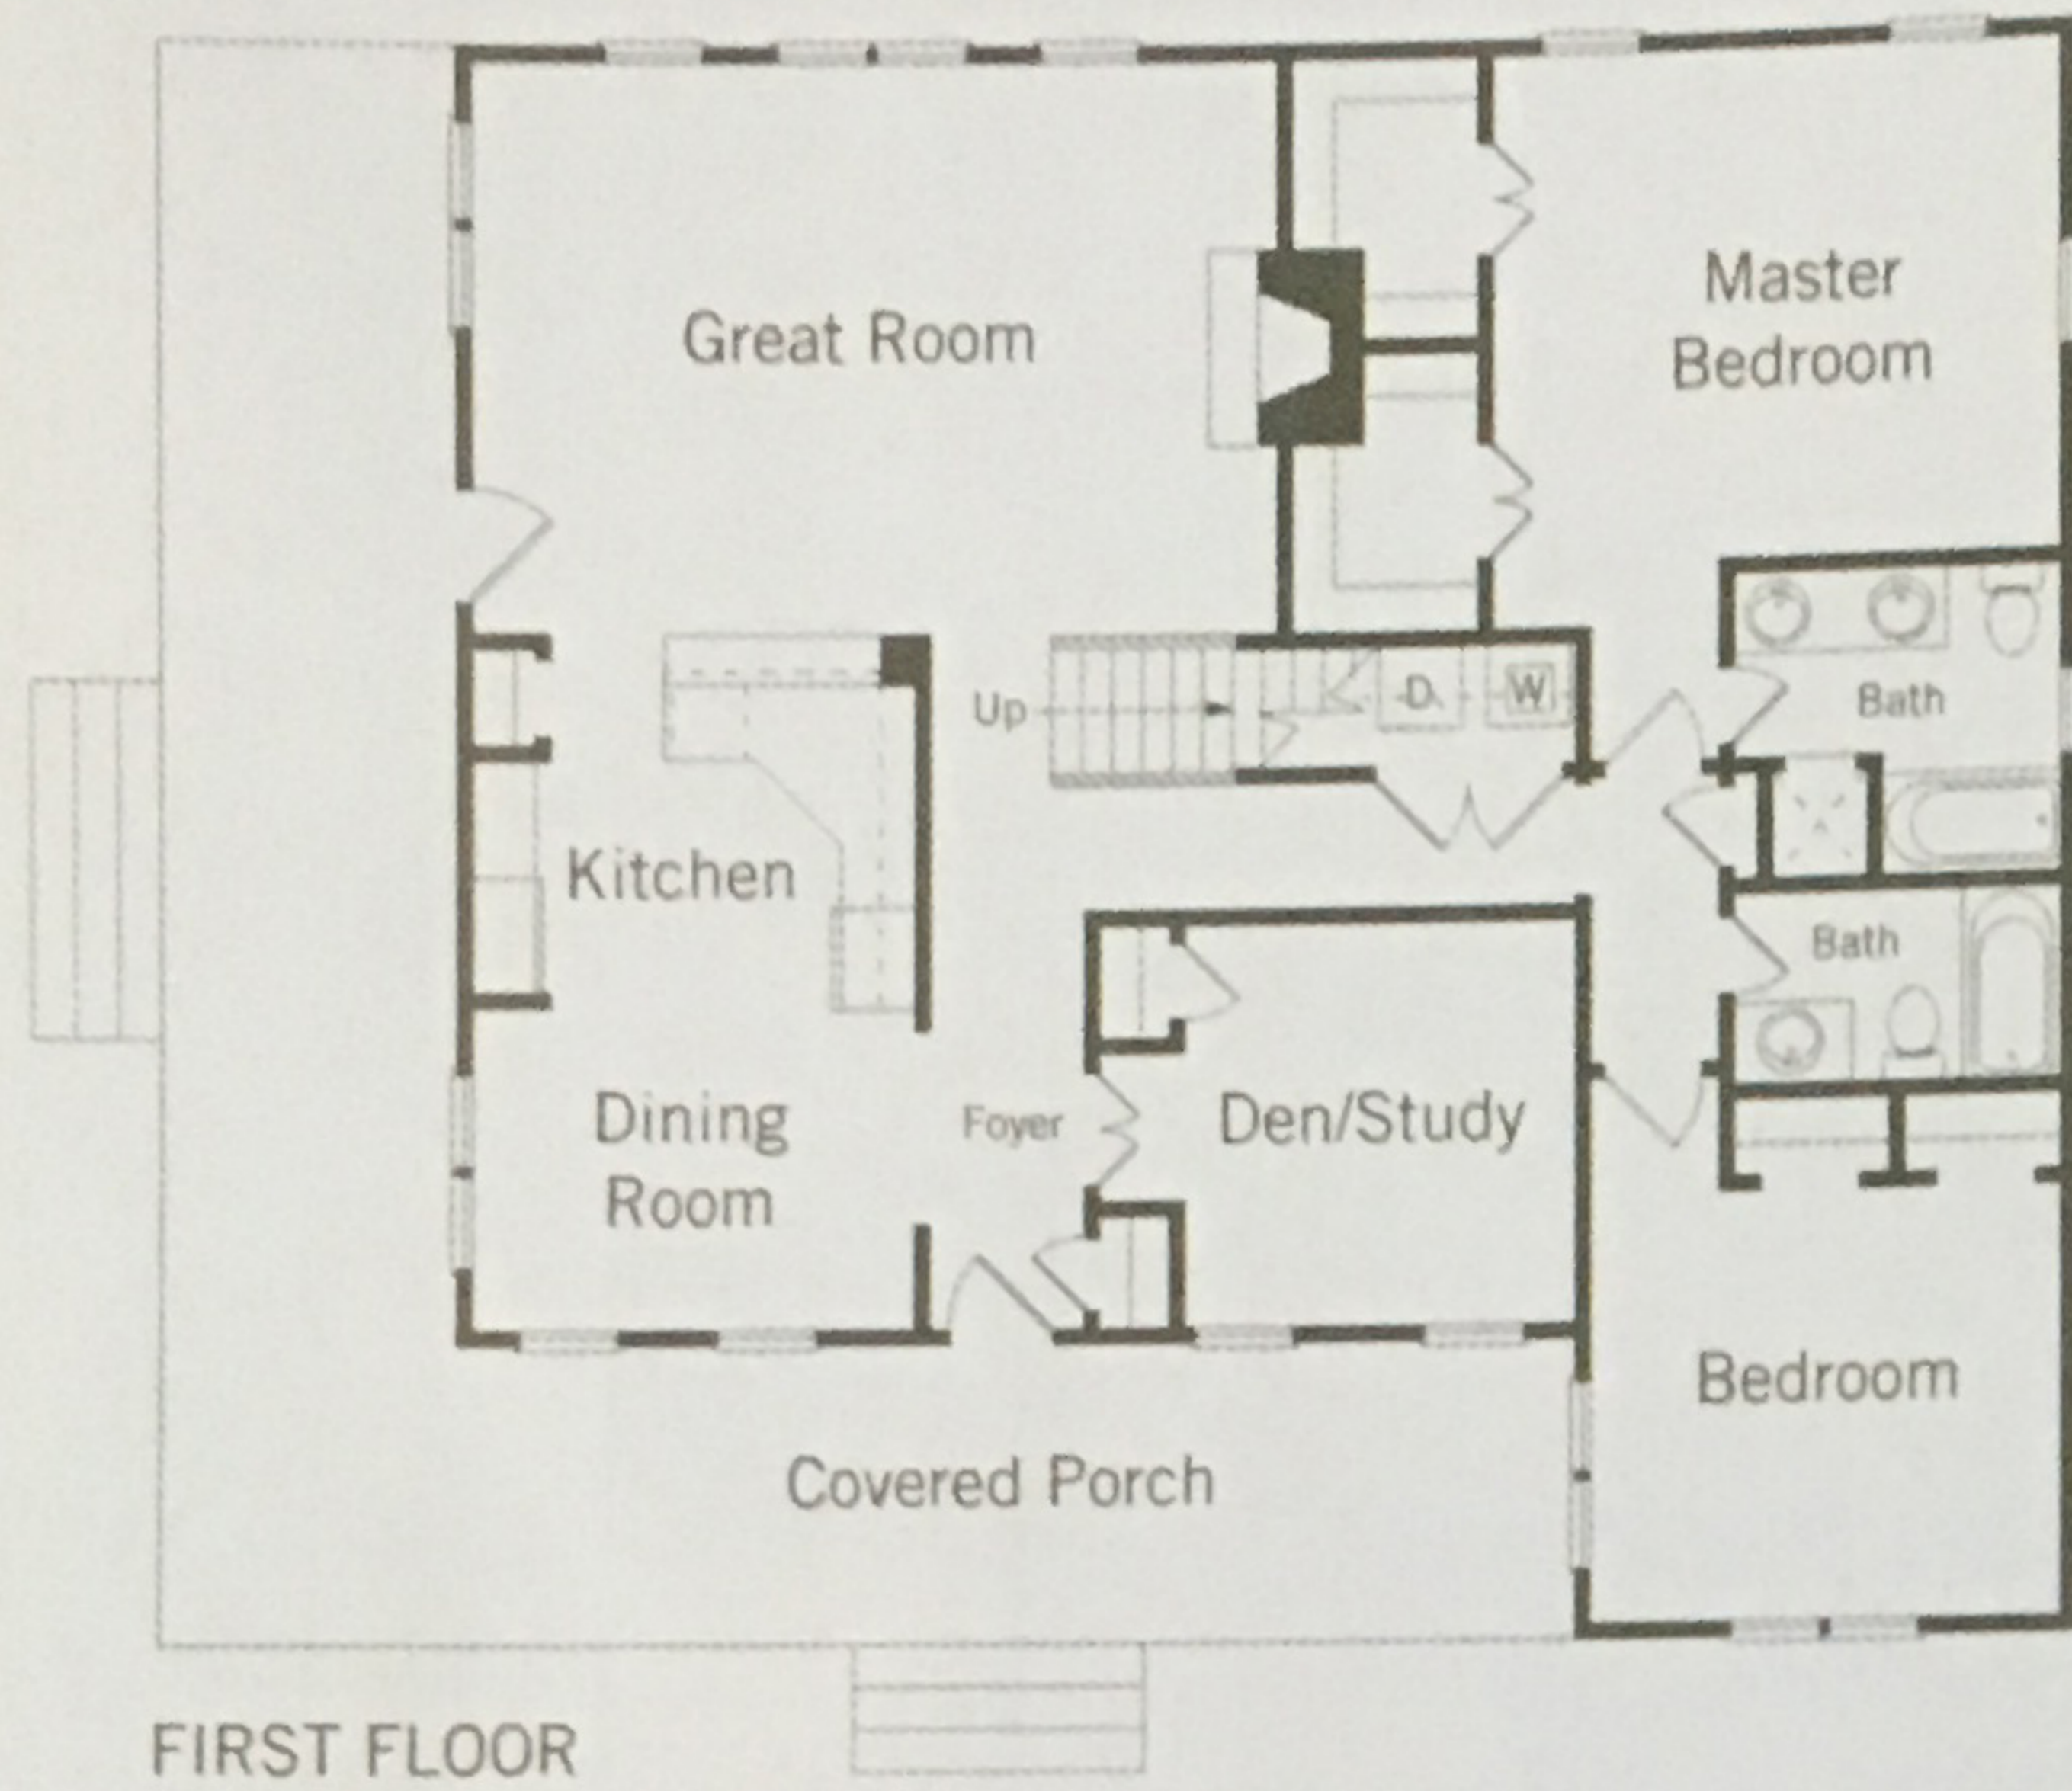 Great Room
Master
Bedroom
Up
D
W
Bath
Kitchen
Bath
Dining
Room
Foyer
Den/Study
Bedroom
Covered Porch
FIRST FLOOR